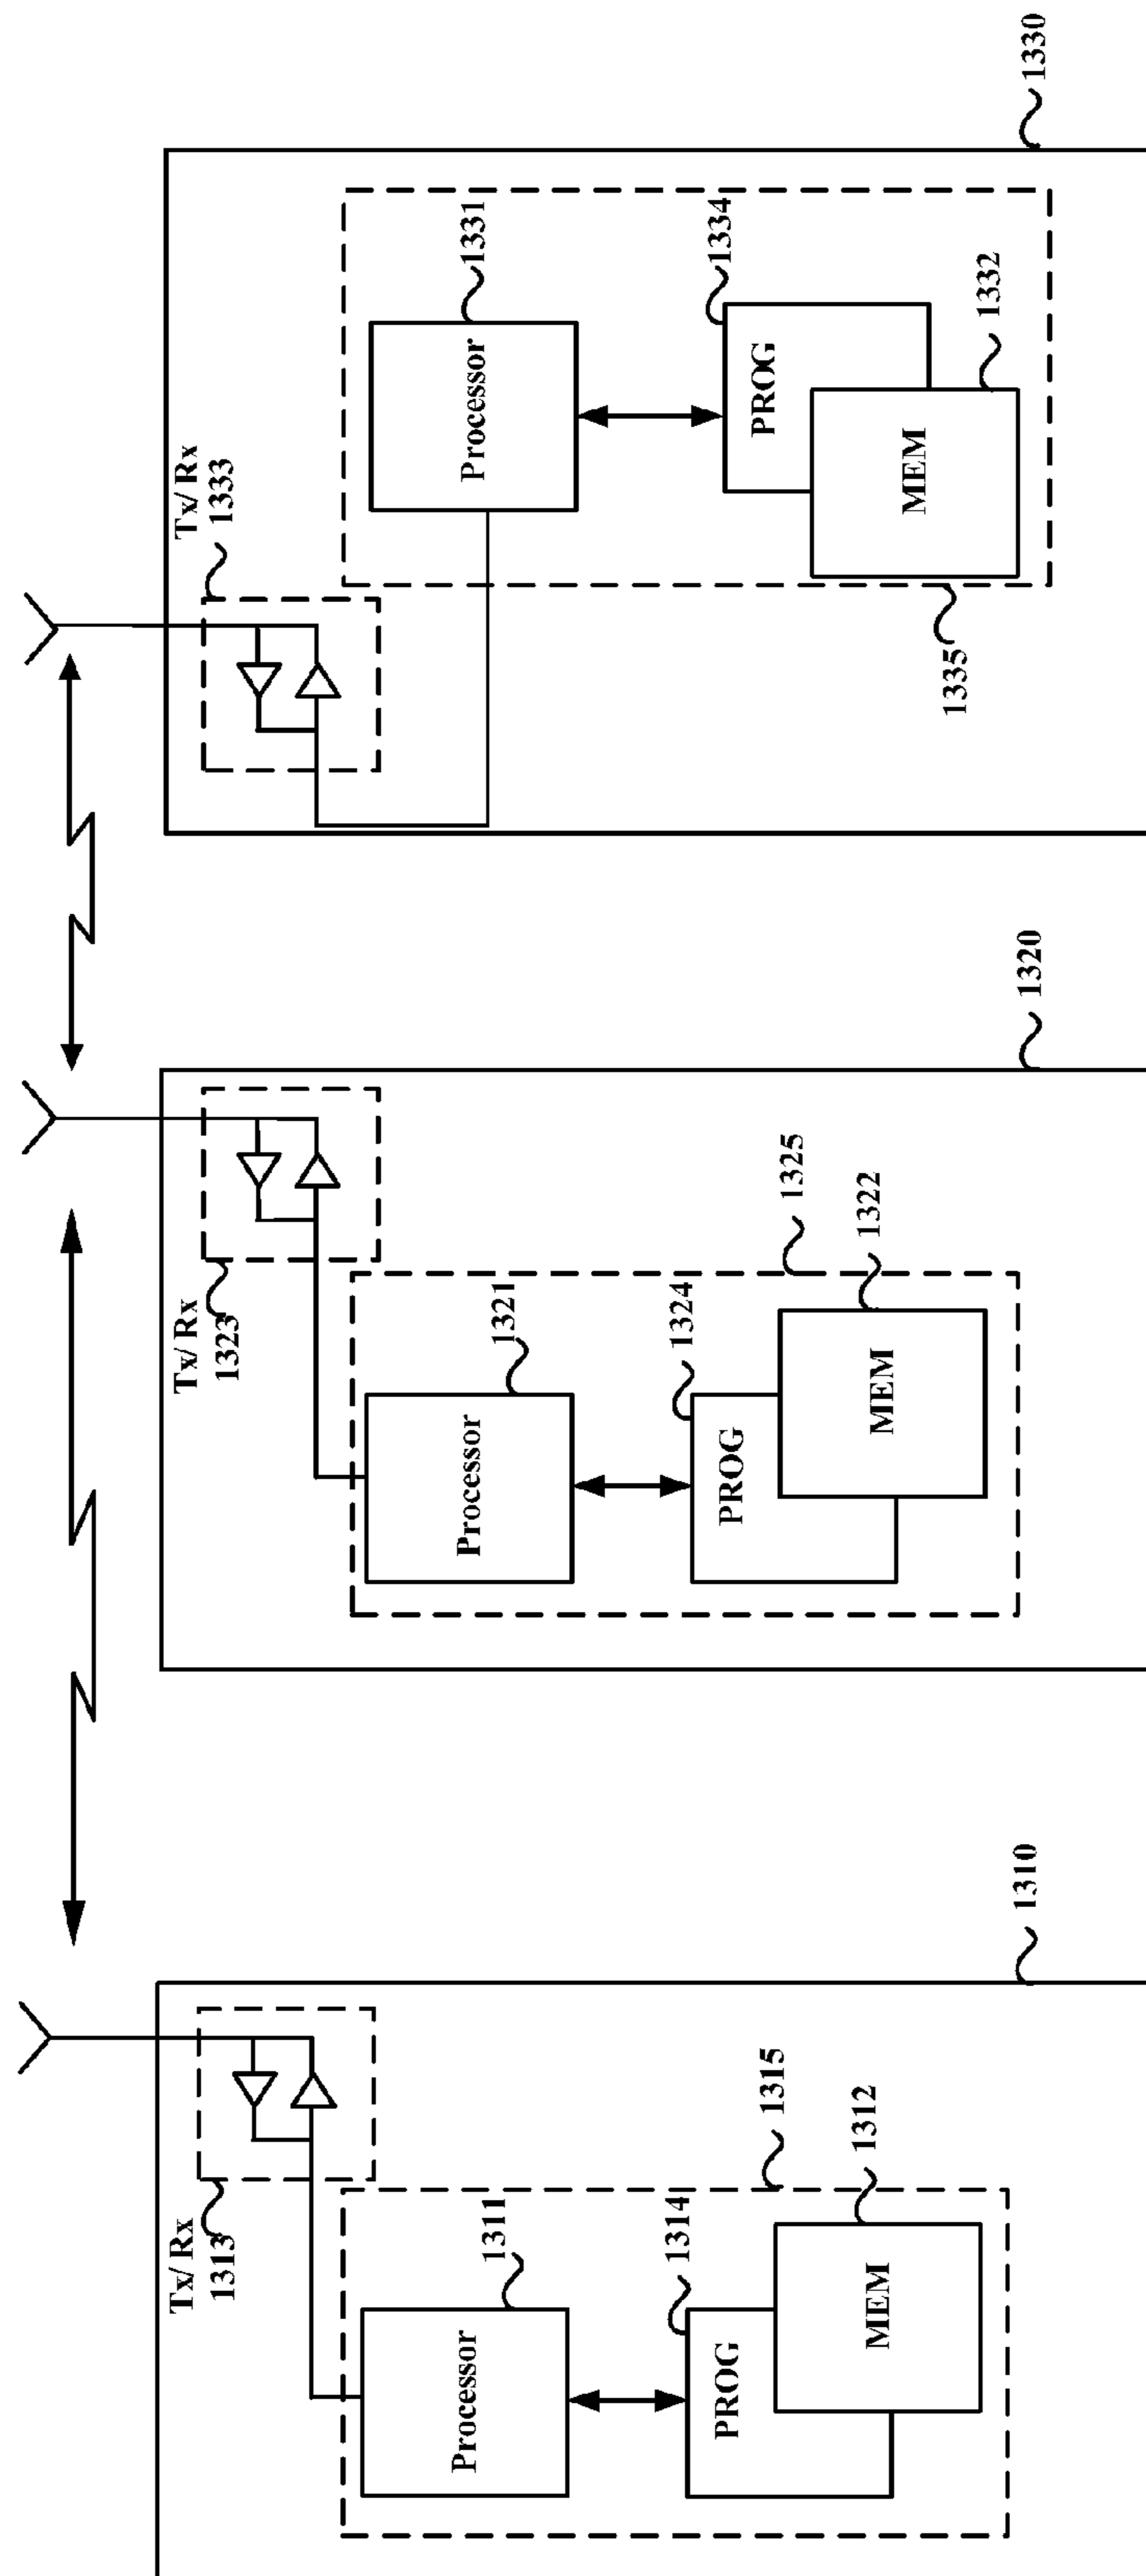 Tx/ Rx
1313
Processor
1311
PROG
1314
MEM
1312
1315
1310
Tx/ Rx
1323
Processor
1321
PROG
1324
MEM
1322
1325
1320
Tx/ Rx
1333
Processor
1331
PROG
1334
MEM
1332
1335
1330